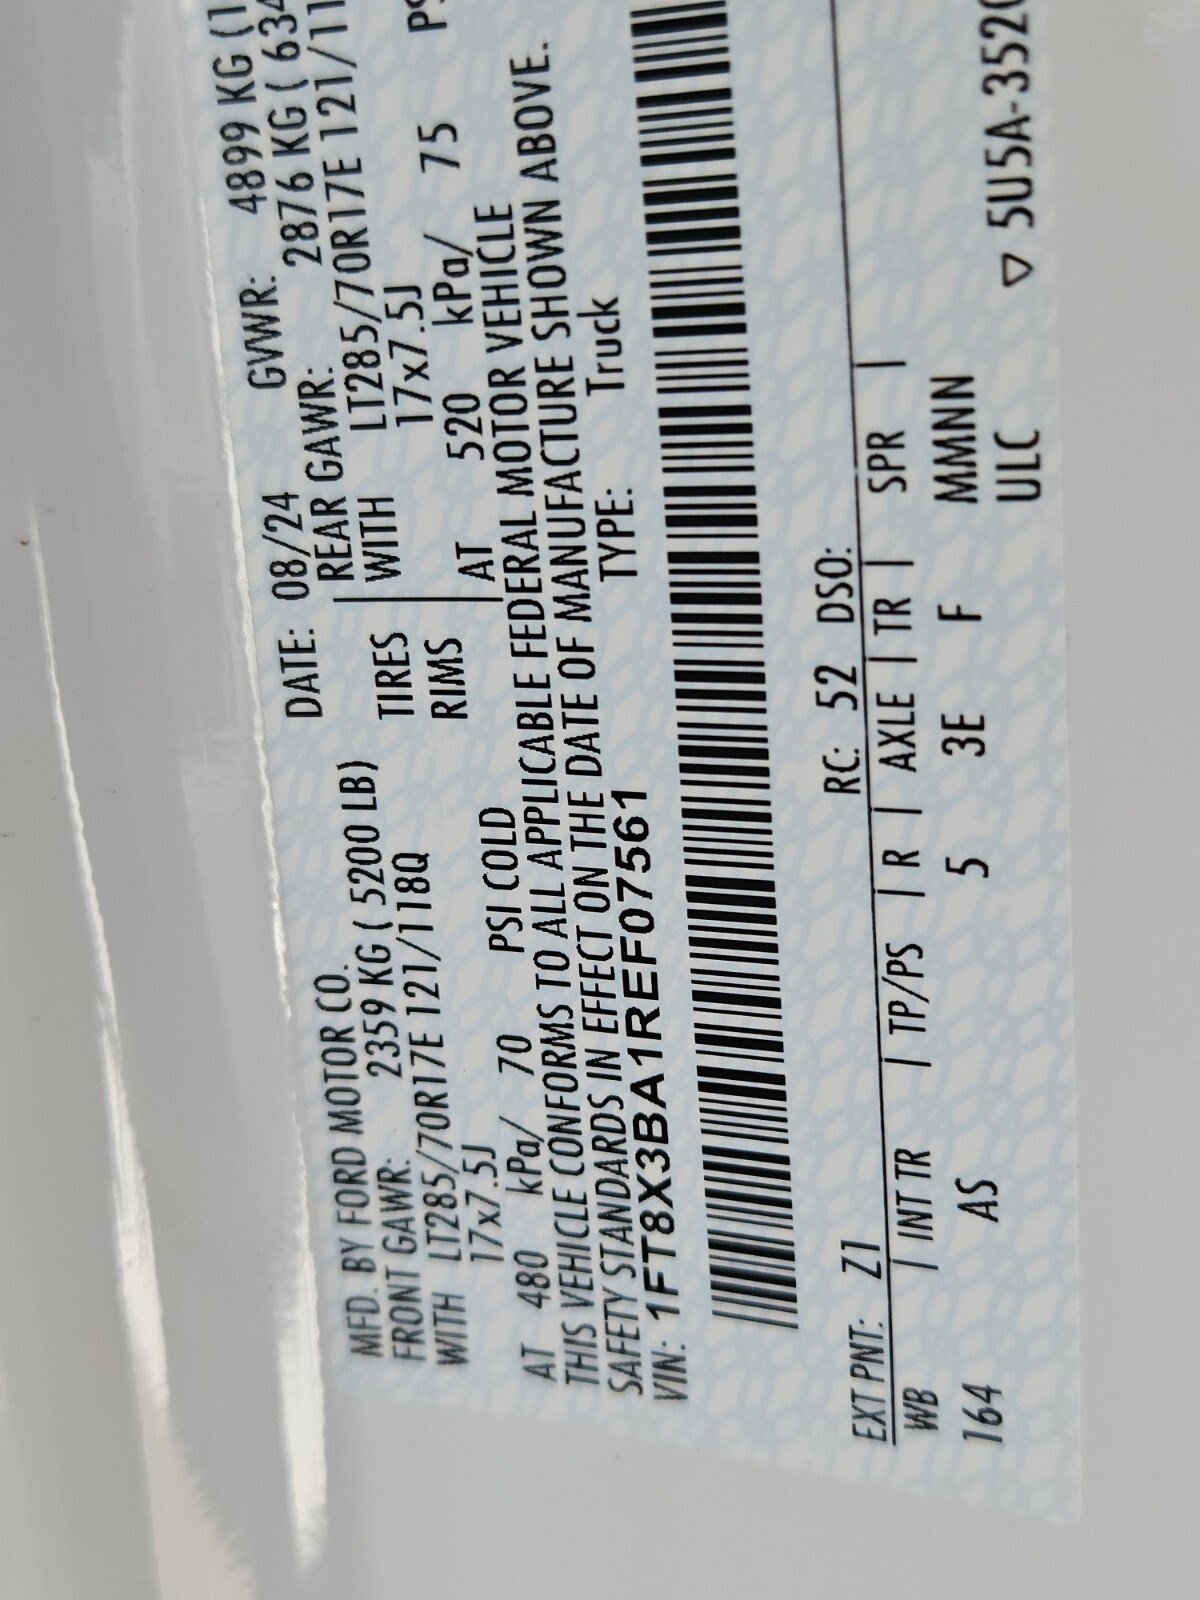 MFD. BY FORD MOTOR CO.
DATE: 08/24 GVWR: 4899 KG (1
FRONT GAWR: 2359 KG ( 5200 LB)
REAR GAWR: 2876 KG ( 634
WITH LT285/70R17E 121/118Q
TIRES
WITH LT285/70R17E 121/11
17x7.5J
RIMS
17x7.5J
AT 480 kPa/ 70 PSI COLD
AT 520 kPa/ 75 PS
THIS VEHICLE CONFORMS TO ALL APPLICABLE FEDERAL MOTOR VEHICLE
SAFETY STANDARDS IN EFFECT ON THE DATE OF MANUFACTURE SHOWN ABOVE.
VIN: 1FT8X3BA1REF07561 TYPE: Truck
EXT PNT: Z1 RC: 52 DSO:
WB | INT TR | TP/PS | R | AXLE | TR | SPR |
164 AS 5 3E F MMNN
ULC ▽ 5U5A-3520